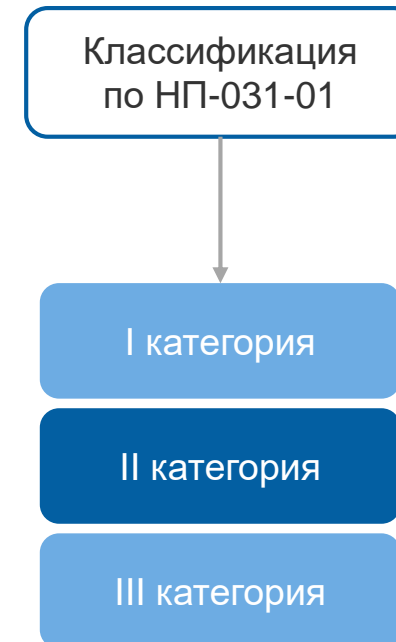 Классификация
по НП-031-01
I категория
II категория
III категория